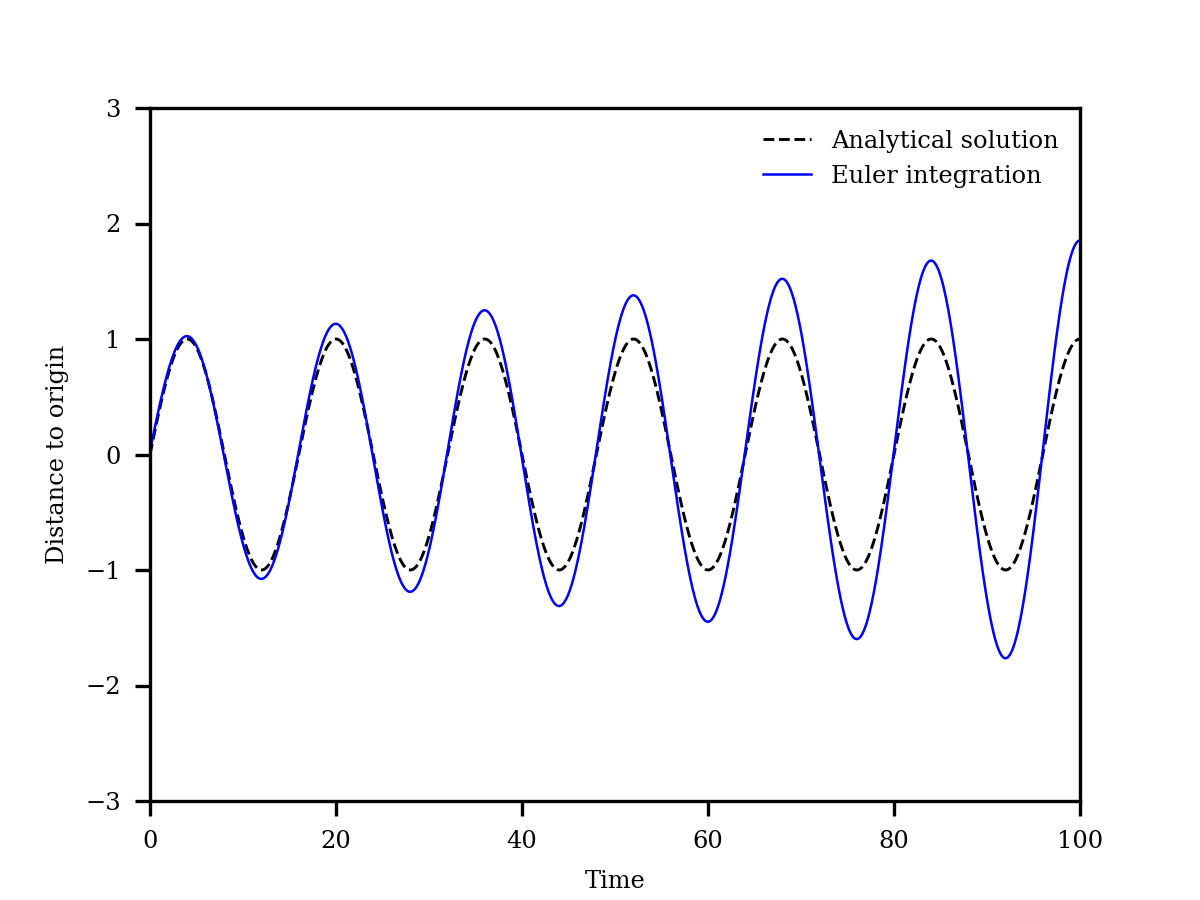 3
2
1
0
−1
−2
−3
Distance to origin
Analytical solution
Euler integration
0 20 40 60 80 100
Time